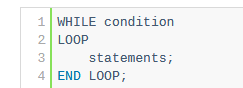 1 WHILE condition
2 LOOP
3     statements;
4 END LOOP;